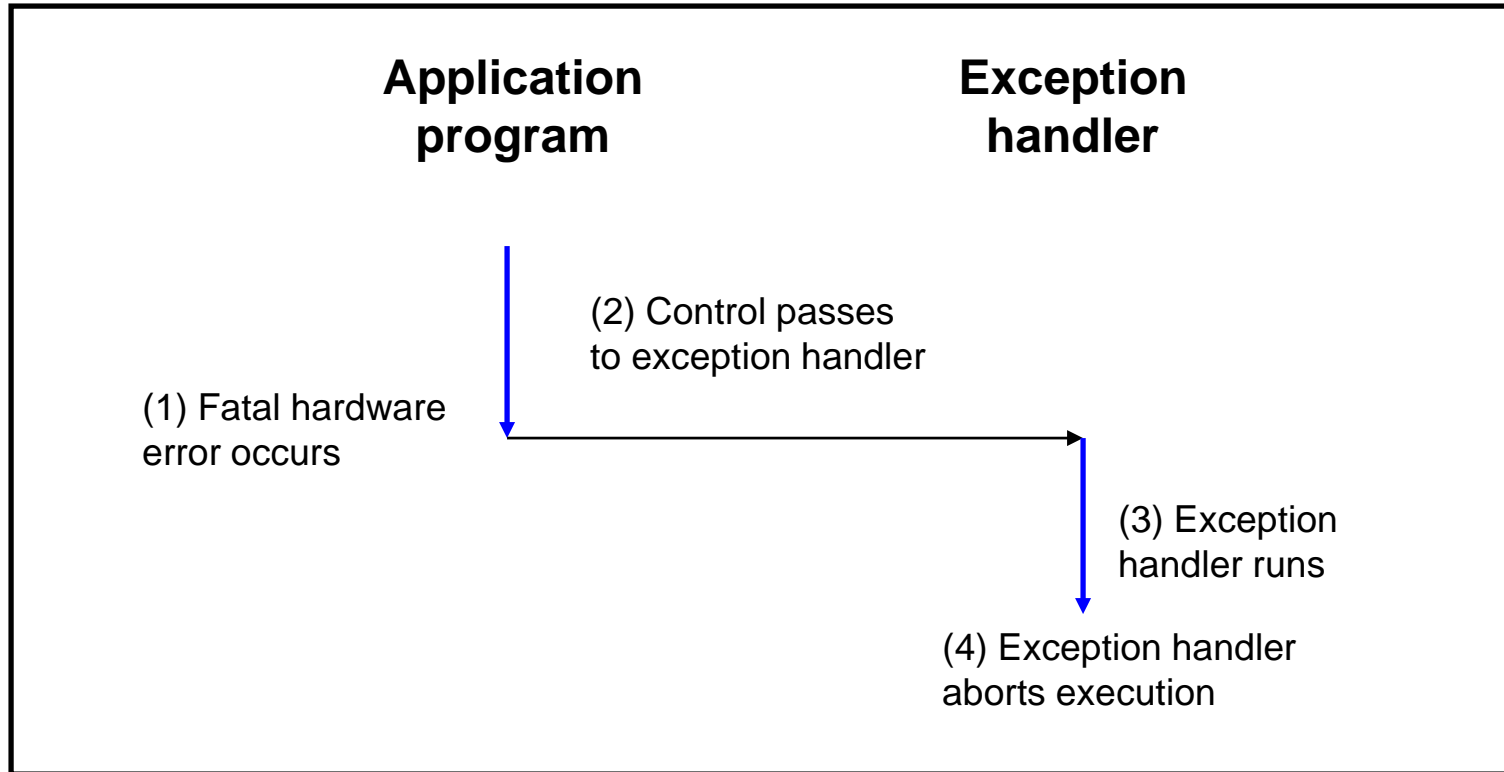 Application
program
Exception
handler
(2) Control passes
to exception handler
(1) Fatal hardware
error occurs
(3) Exception
handler runs
(4) Exception handler
aborts execution